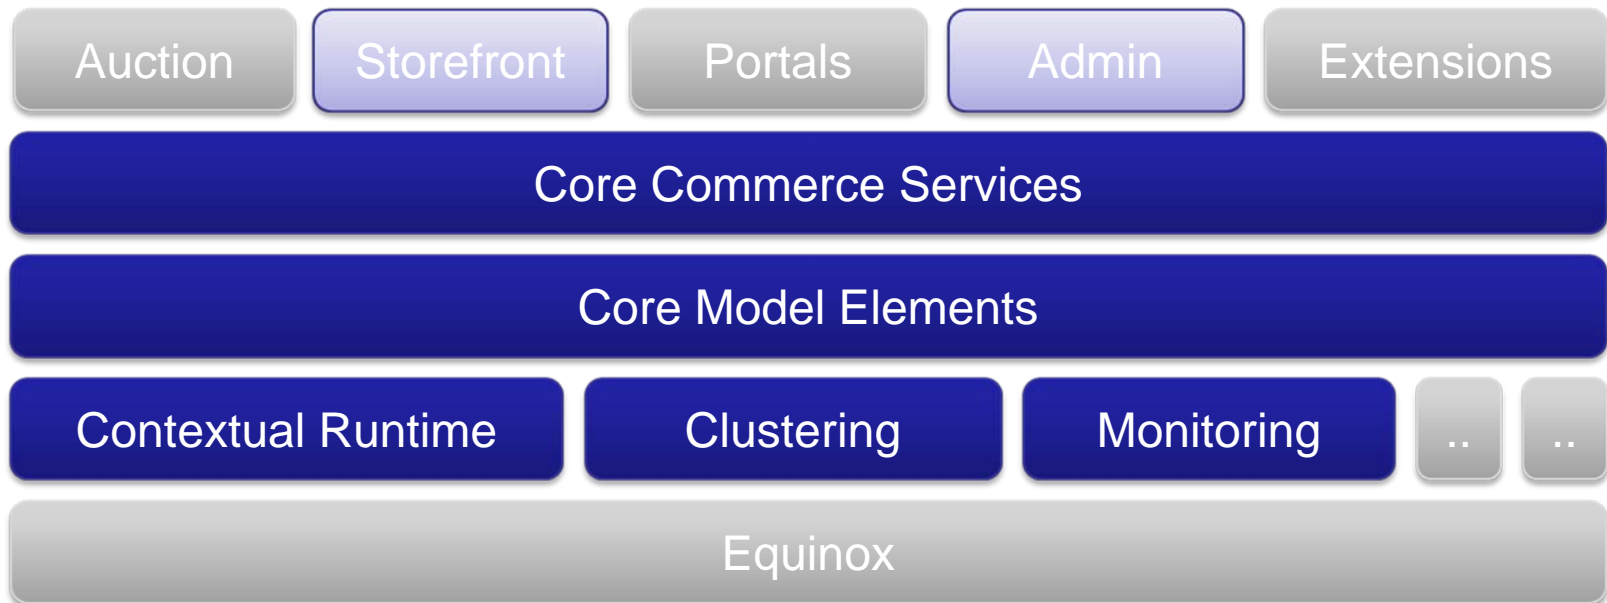 Auction Storefront Portals Admin Extensions
Core Commerce Services
Core Model Elements
Contextual Runtime Clustering Monitoring .. ..
Equinox